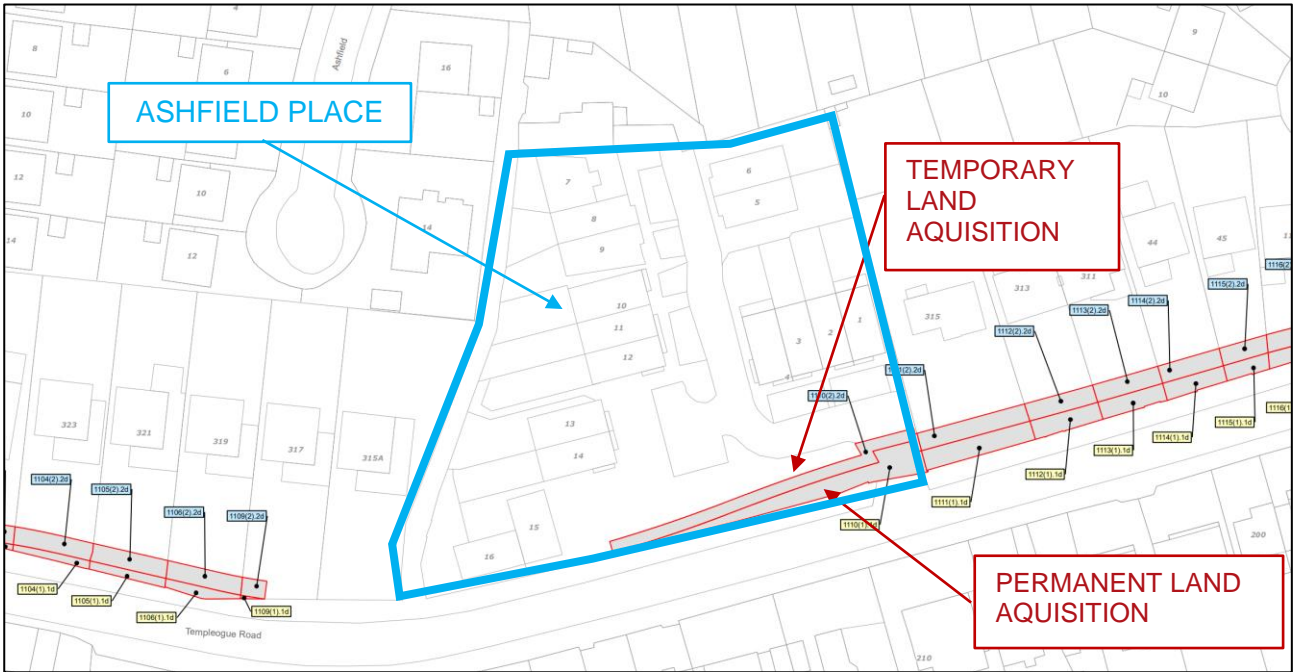 4
8
6
10
12
14
10
12
16
14
Ashfield
ASHFIELD PLACE
9
10
TEMPORARY
LAND
AQUISITION
7
8
9
10
11
12
13
14
15
16
6
5
1
2
3
4
315
313
311
44
45
323
321
319
317
315A
1104(2).2d
1105(2).2d
1106(2).2d
1109(2).2d
1104(1).1d
1105(1).1d
1106(1).1d
1109(1).1d
1112(2).2d
1113(2).2d
1114(2).2d
1115(2).2d
1110(1).1d
1111(1).1d
1112(1).1d
1113(1).1d
1114(1).1d
1115(1).1d
Templeogue Road
200
210
PERMANENT LAND
AQUISITION